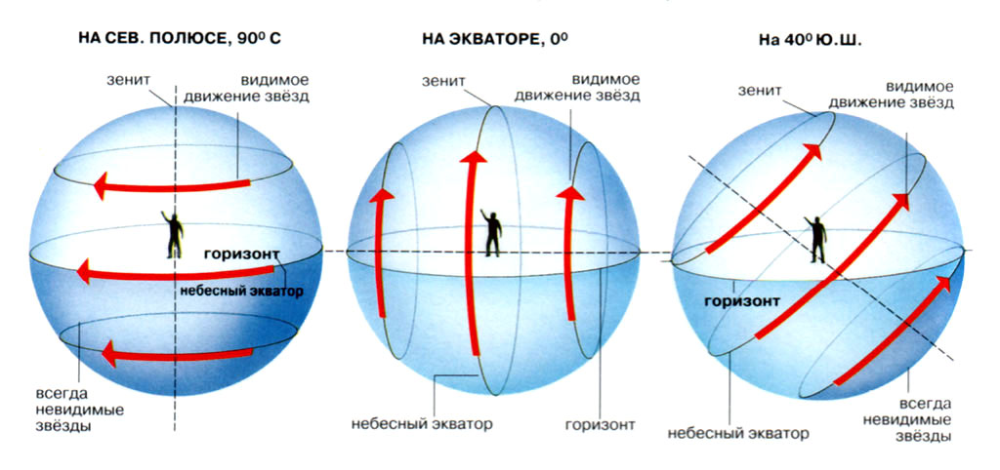 НА СЕВ. ПОЛЮСЕ, 90⁰ С
зенит
видимое
движение звёзд
горизонт
небесный экватор
всегда
невидимые
звёзды
НА ЭКВАТОРЕ, 0⁰
зенит
видимое
движение звёзд
небесный экватор
горизонт
На 40⁰ Ю.Ш.
зенит
видимое
движение звёзд
горизонт
небесный экватор
всегда
невидимые
звёзды